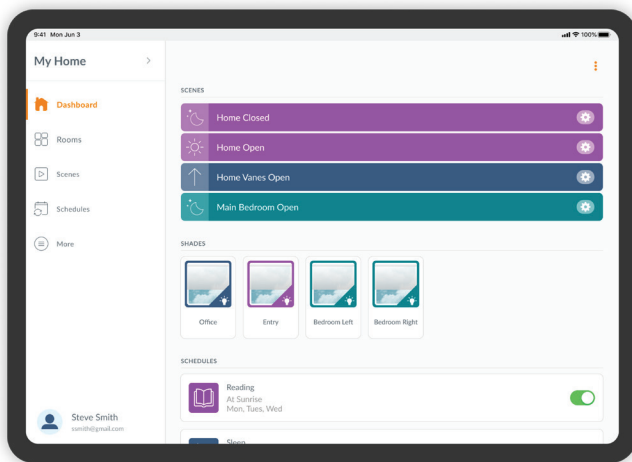 9:41 Mon Jun 3
100%
My Home
Dashboard
Rooms
Scenes
Schedules
More
Steve Smith
ssmith@gmail.com
SCENES
Home Closed
Home Open
Home Vanes Open
Main Bedroom Open
SHADES
Office
Entry
Bedroom Left
Bedroom Right
SCHEDULES
Reading
At Sunrise
Mon, Tues, Wed
Sleep